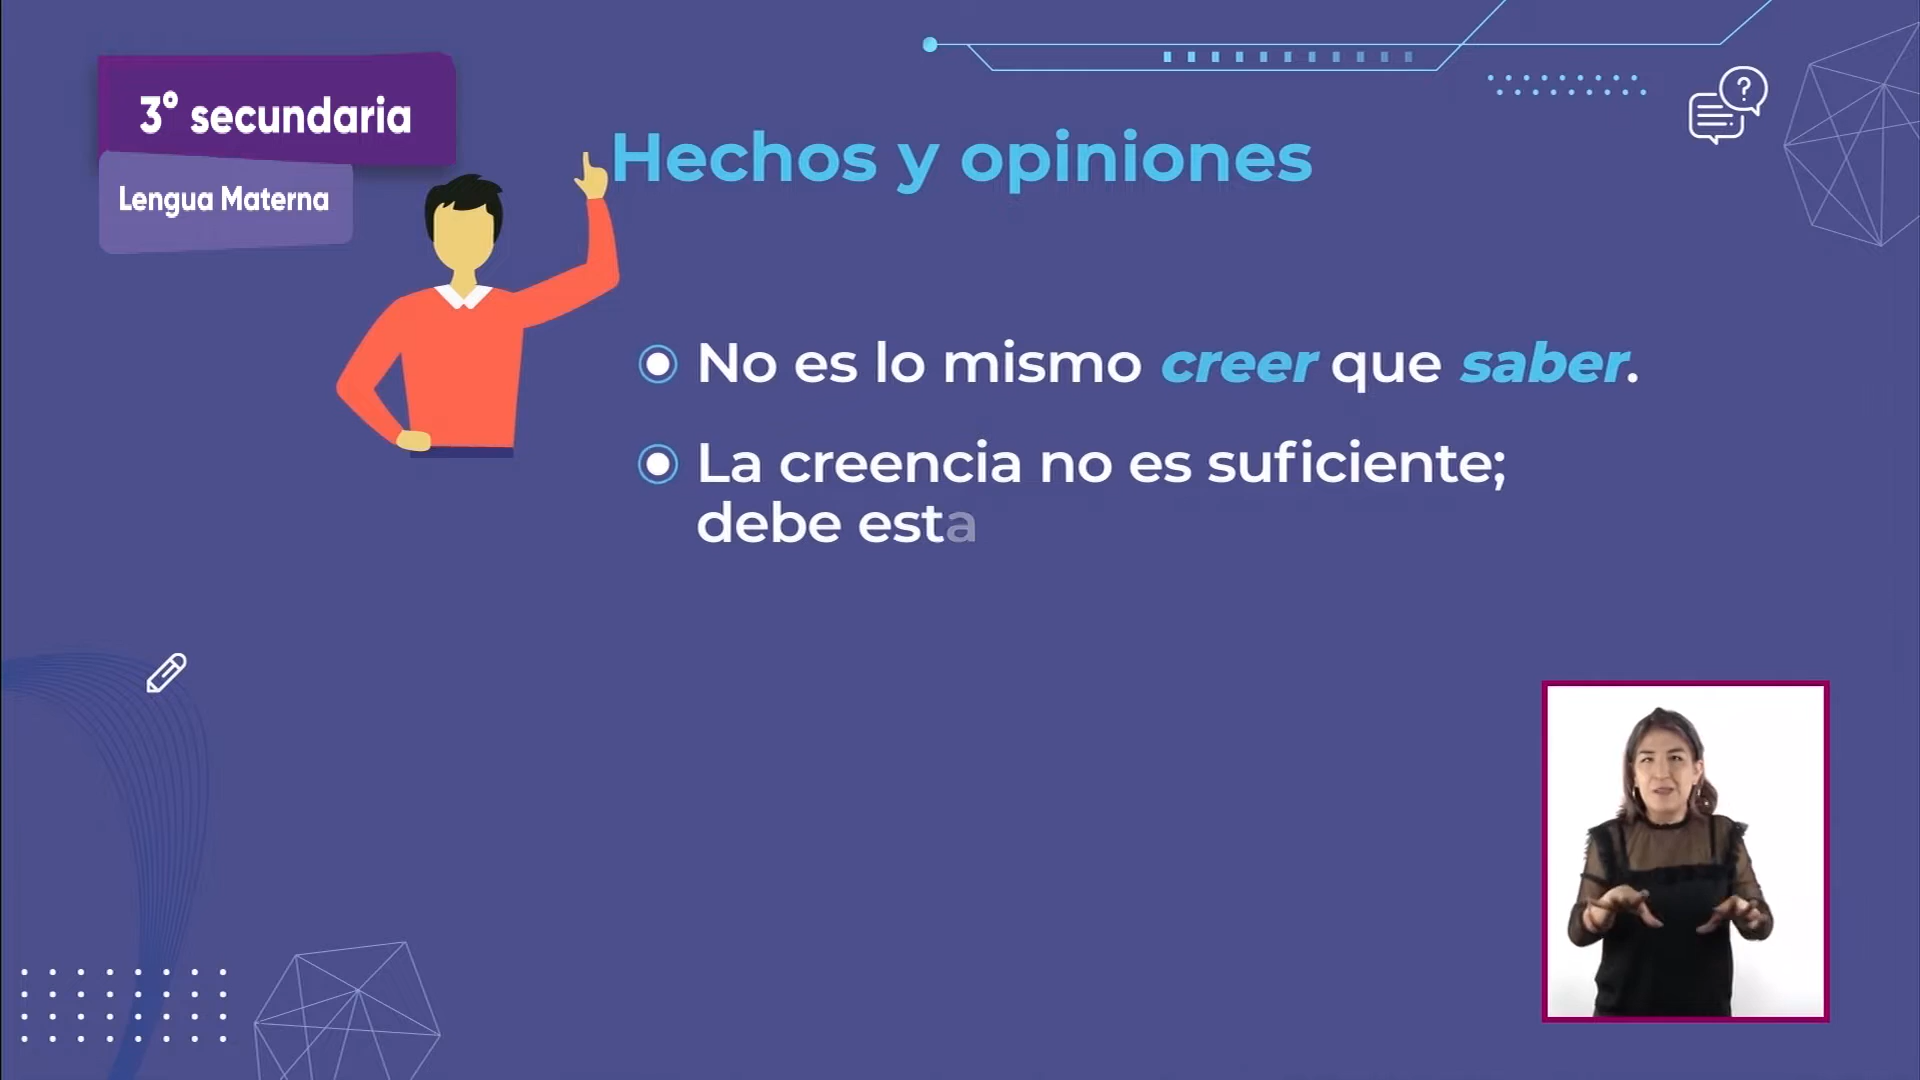 3º secundaria
Lengua Materna
Hechos y opiniones
No es lo mismo creer que saber.
La creencia no es suficiente;
debe esta